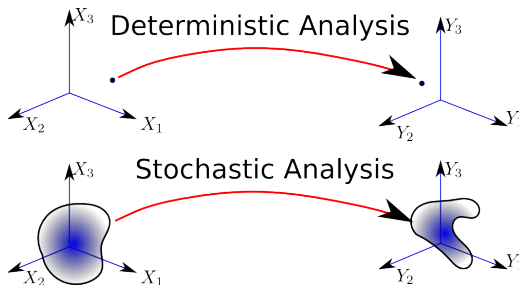 X3
Deterministic Analysis
Y3
X2
X1
Y2
X3
Stochastic Analysis
Y3
X2
X1
Y2